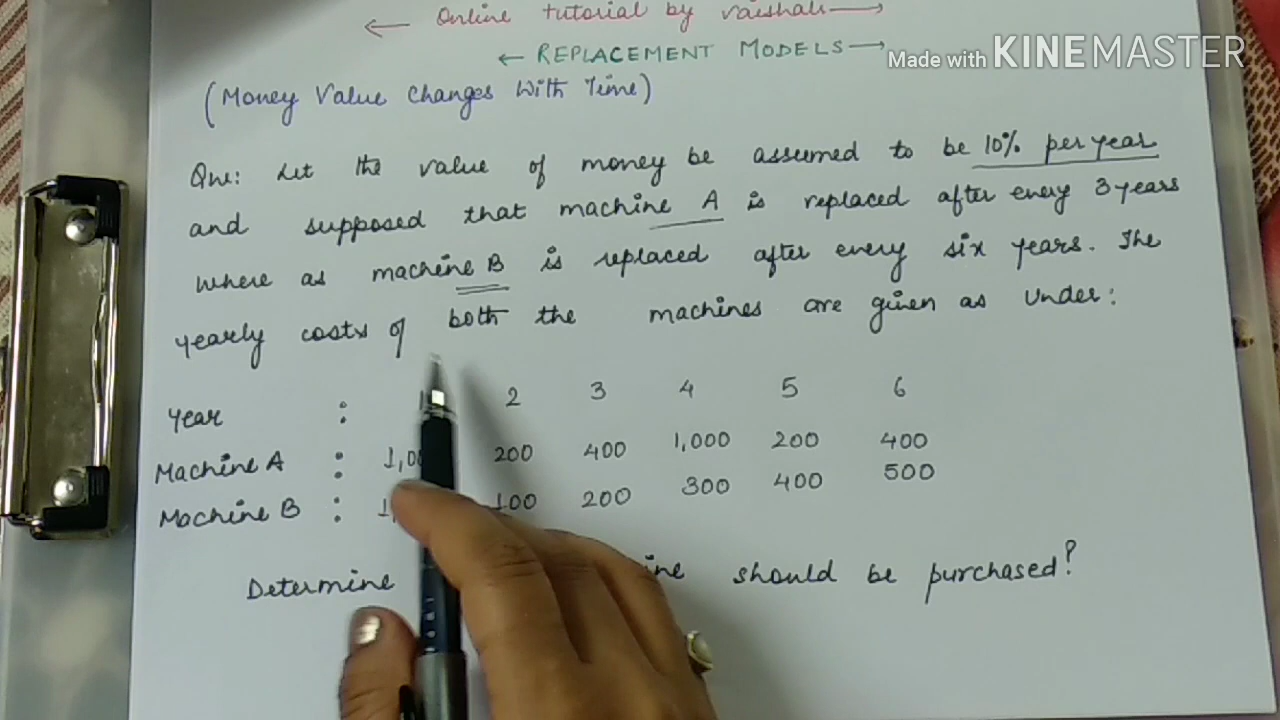 Online tutorial by Vaishali
REPLACEMENT MODELS
Made with KINEMASTER
(Money Value Changes With Time)
Que: Let the value of money be assumed to be 10% per year
and supposed that machine A is replaced after every 3 years
where as machine B is replaced after every six years. The
yearly costs of both the machines are given as under:
Year : 2 3 4 5 6
Machine A : 200 400 1,000 200 400
Machine B : 100 200 300 400 500
Determine should be purchased?